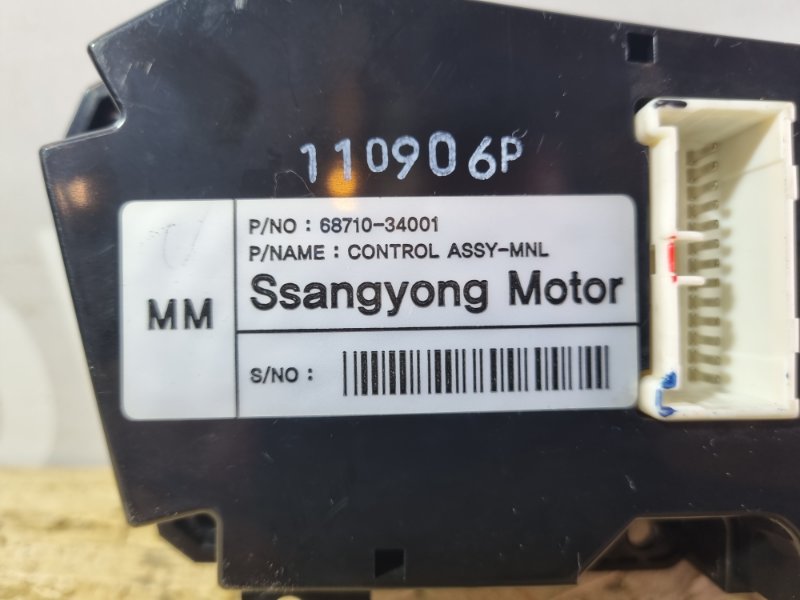 110906P
P/NO : 68710-34001
P/NAME : CONTROL ASSY-MNL
MM
Ssangyong Motor
S/NO :